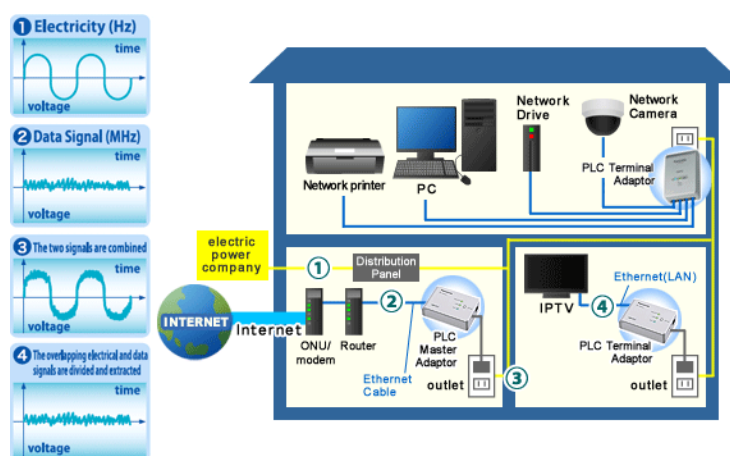 1 Electricity (Hz)
time
voltage
2 Data Signal (MHz)
time
voltage
3 The two signals are combined
time
voltage
4 The overlapping electrical and data
signals are divided and extracted
time
voltage
Network printer
PC
Network
Drive
Network
Camera
PLC Terminal
Adaptor
electric
power
company
1
Distribution
Panel
INTERNET
Internet
ONU/
modem
Router
2
Ethernet
Cable
PLC
Master
Adaptor
outlet
3
IPTV
4
Ethernet(LAN)
PLC Terminal
Adaptor
outlet